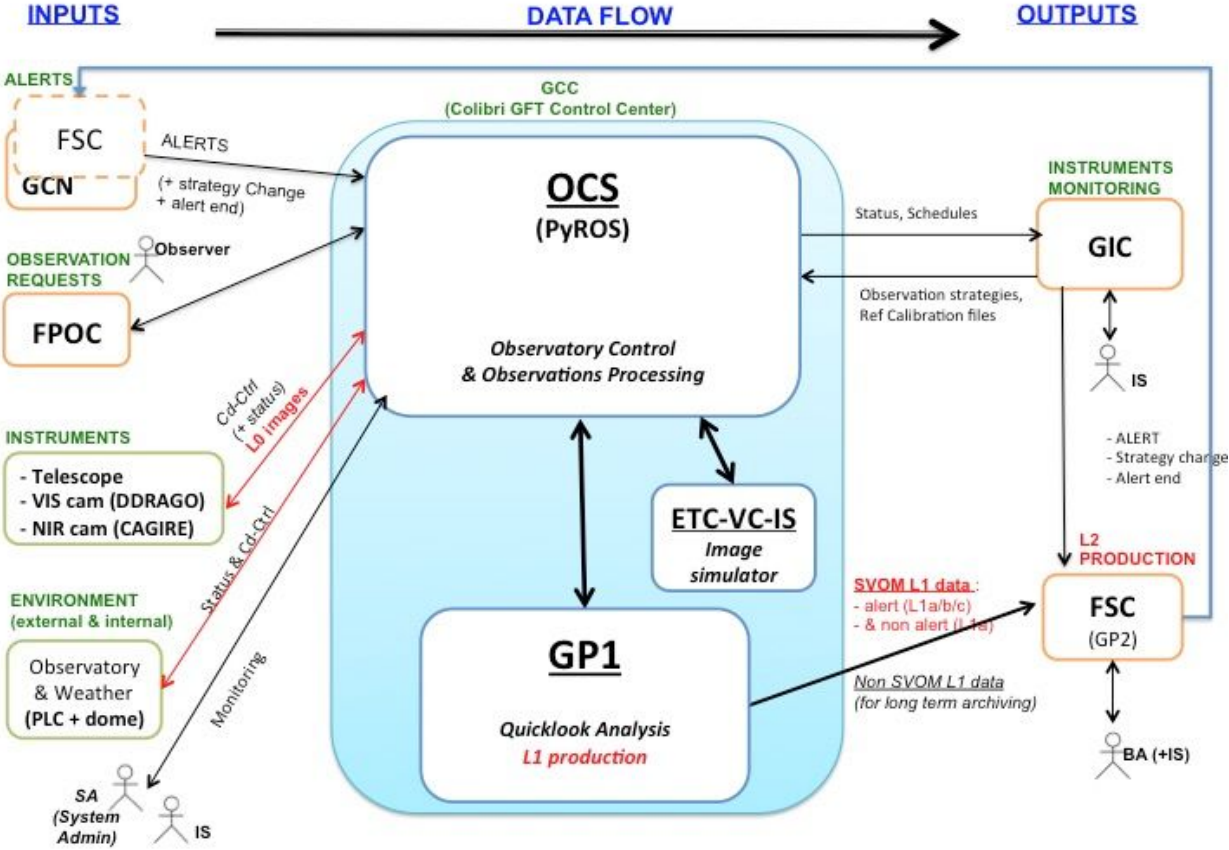 INPUTS
DATA FLOW
OUTPUTS
ALERTS
FSC
GCN
ALERTS
(+ strategy Change
+ alert end)
GCC
(Colibri GFT Control Center)
OCS
(PyROS)
Observatory Control
& Observations Processing
Status, Schedules
Observation strategies,
Ref Calibration files
INSTRUMENTS
MONITORING
GIC
IS
Observer
OBSERVATION
REQUESTS
FPOC
Cd-Ctrl
(+ status)
L0 images
INSTRUMENTS
- Telescope
- VIS cam (DDRAGO)
- NIR cam (CAGIRE)
Status & Cd-Ctrl
ENVIRONMENT
(external & internal)
Observatory
& Weather
(PLC + dome)
Monitoring
SA
(System
Admin)
IS
ETC-VC-IS
Image
simulator
GP1
Quicklook Analysis
L1 production
- ALERT
- Strategy change
- Alert end
L2
PRODUCTION
SVOM L1 data :
- alert (L1a/b/c)
- & non alert (L1a)
Non SVOM L1 data
(for long term archiving)
FSC
(GP2)
BA (+IS)